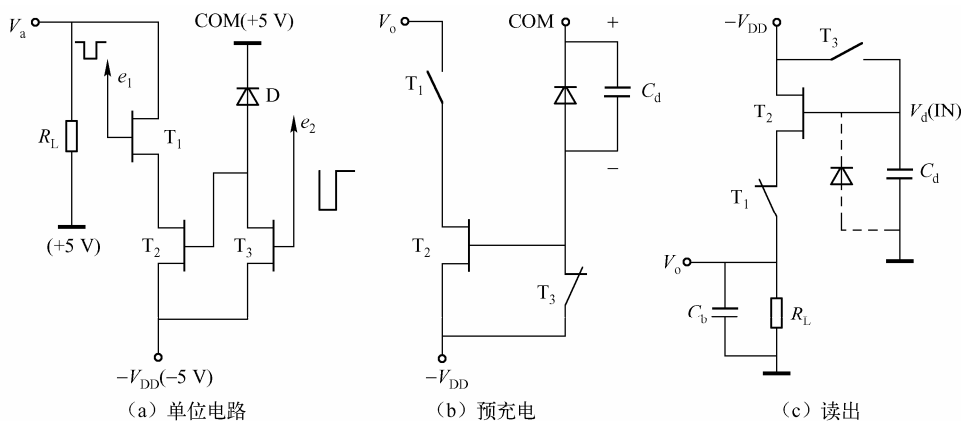 Va
e1
RL
(+5 V)
T1
T2
COM(+5 V)
D
e2
T3
−VDD(−5 V)
(a) 单位电路
Vo
T1
T2
COM
+
Cd
−
T3
−VDD
(b) 预充电
−VDD
T3
T2
Vd(IN)
Cd
T1
Vo
Cb
RL
(c) 读出